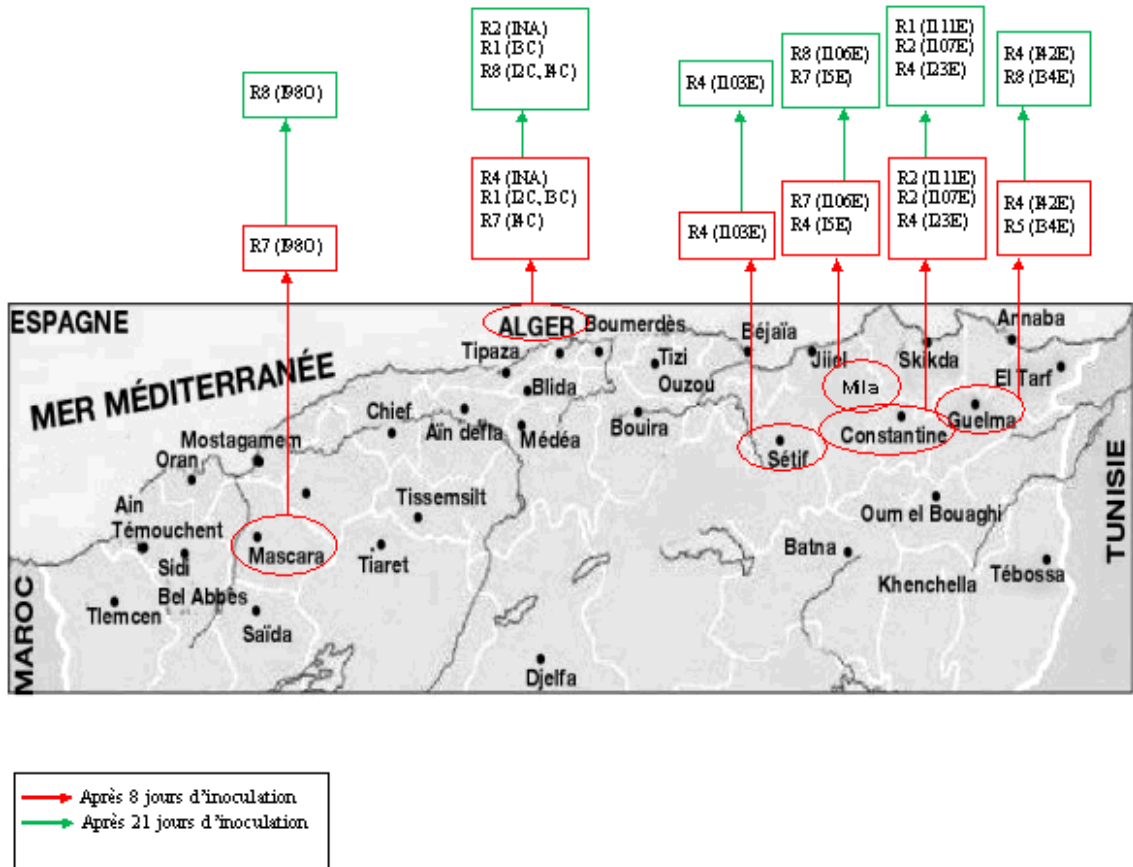 R2 (INA)
R1 (I3C)
R8 (I2C, I4C)
R1 (I111E)
R2 (I107E)
R4 (I23E)
R8 (I106E)
R7 (I5E)
R4 (I42E)
R8 (I34E)
R8 (I98O)
R4 (I103E)
R4 (INA)
R1 (I2C, I3C)
R7 (I4C)
R7 (I106E)
R4 (I5E)
R2 (I111E)
R2 (I107E)
R4 (I23E)
R4 (I42E)
R5 (I34E)
R7 (I98O)
R4 (I103E)
ESPAGNE
MER MÉDITERRANÉE
ALGER
Boumerdès
Béjaïa
Annaba
Tipaza
Tizi
Ouzou
Jijel
Skikda
El Tarf
Blida
Mila
Chief
Aïn defla
Médéa
Bouira
Constantine
Guelma
Mostagamem
Oran
Sétif
Ain
Témouchent
Tissemsilt
Oum el Bouaghi
TUNISIE
Mascara
Tiaret
Batna
Sidi
Bel Abbès
Khenchella
Tébossa
MAROC
Tlemcen
Saïda
Djelfa
Après 8 jours d'inoculation
Après 21 jours d'inoculation